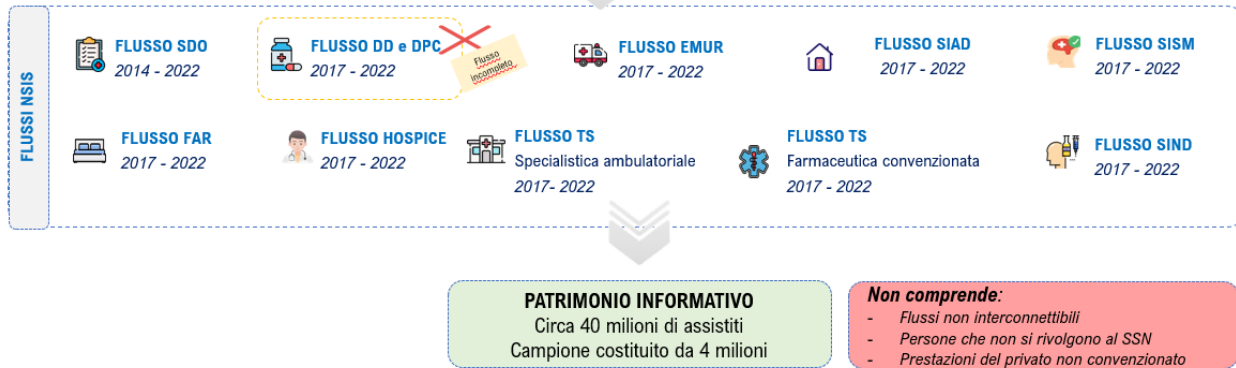 FLUSSI NSIS
FLUSSO SDO
2014 - 2022
FLUSSO DD e DPC
2017 - 2022
Flusso
incompleto
FLUSSO EMUR
2017 - 2022
FLUSSO SIAD
2017 - 2022
FLUSSO SISM
2017 - 2022
FLUSSO FAR
2017 - 2022
FLUSSO HOSPICE
2017 - 2022
FLUSSO TS
Specialistica ambulatoriale
2017- 2022
FLUSSO TS
Farmaceutica convenzionata
2017 - 2022
FLUSSO SIND
2017 - 2022
PATRIMONIO INFORMATIVO
Circa 40 milioni di assistiti
Campione costituito da 4 milioni
Non comprende:
- Flussi non interconnettibili
- Persone che non si rivolgono al SSN
- Prestazioni del privato non convenzionato